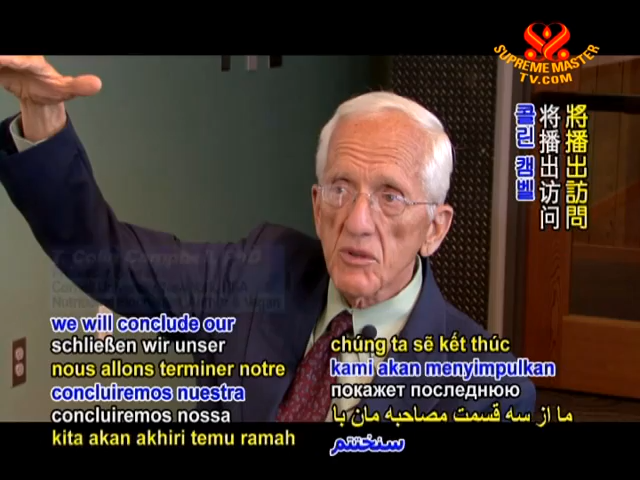 SUPREME MASTER
TV.COM
將播出訪問
将播出访问
콜린 캠벨
T Colin Campbell, PhD
we will conclude our
schließen wir unser
nous allons terminer notre
concluiremos nuestra
concluiremos nossa
kita akan akhiri temu ramah
chúng ta sẽ kết thúc
kami akan menyimpulkan
покажет последнюю
ما از سه قسمت مصاحبه مان با
سنختتم